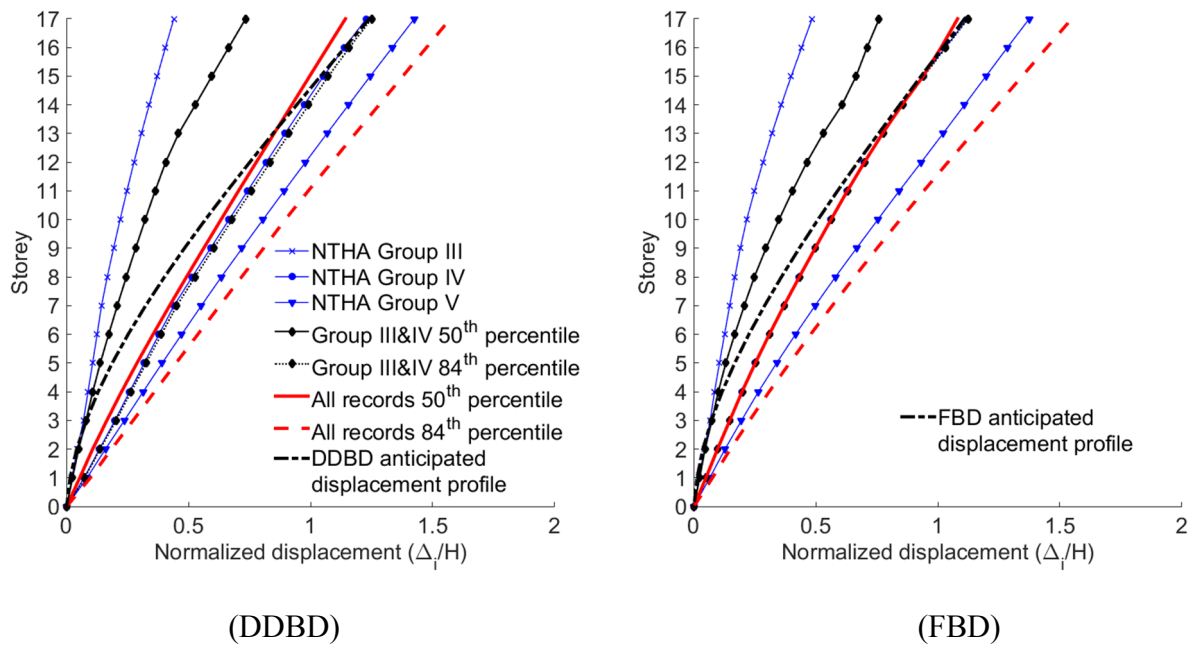 17
16
15
14
13
12
11
10
9
8
7
6
5
4
3
2
1
0
Storey
0
0.5
1
1.5
2
Normalized displacement (Δi/H)
NTHA Group III
NTHA Group IV
NTHA Group V
Group III&IV 50th percentile
Group III&IV 84th percentile
All records 50th percentile
All records 84th percentile
DDBD anticipated
displacement profile
(DDBD)
17
16
15
14
13
12
11
10
9
8
7
6
5
4
3
2
1
0
Storey
0
0.5
1
1.5
2
Normalized displacement (Δi/H)
FBD anticipated
displacement profile
(FBD)